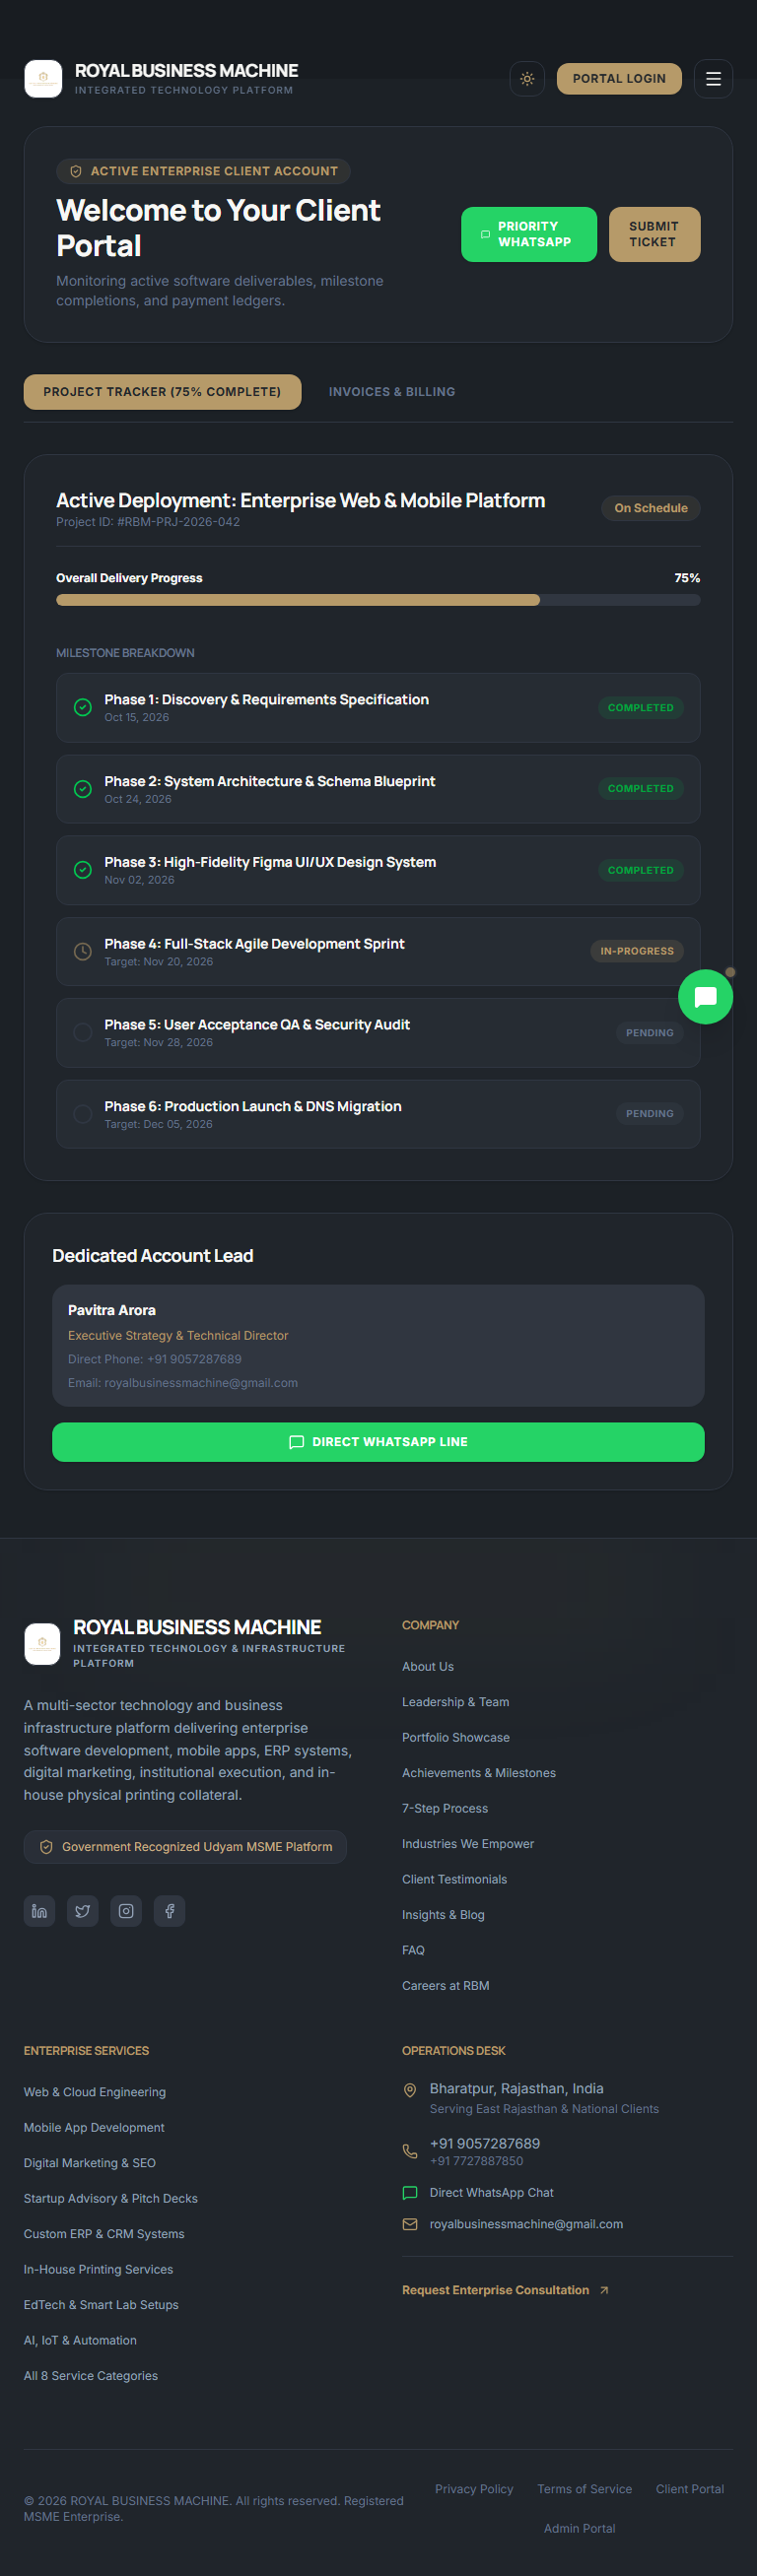 ROYAL BUSINESS MACHINE
INTEGRATED TECHNOLOGY PLATFORM
PORTAL LOGIN
ACTIVE ENTERPRISE CLIENT ACCOUNT
Welcome to Your Client
Portal
Monitoring active software deliverables, milestone
completions, and payment ledgers.
PRIORITY
WHATSAPP
SUBMIT
TICKET
PROJECT TRACKER (75% COMPLETE)
INVOICES & BILLING
Active Deployment: Enterprise Web & Mobile Platform
Project ID: #RBM-PRJ-2026-042
On Schedule
Overall Delivery Progress
75%
MILESTONE BREAKDOWN
Phase 1: Discovery & Requirements Specification
Oct 15, 2026
COMPLETED
Phase 2: System Architecture & Schema Blueprint
Oct 24, 2026
COMPLETED
Phase 3: High-Fidelity Figma UI/UX Design System
Nov 02, 2026
COMPLETED
Phase 4: Full-Stack Agile Development Sprint
Target: Nov 20, 2026
IN-PROGRESS
Phase 5: User Acceptance QA & Security Audit
Target: Nov 28, 2026
PENDING
Phase 6: Production Launch & DNS Migration
Target: Dec 05, 2026
PENDING
Dedicated Account Lead
Pavitra Arora
Executive Strategy & Technical Director
Direct Phone: +91 9057287689
Email: royalbusinessmachine@gmail.com
DIRECT WHATSAPP LINE
ROYAL BUSINESS MACHINE
INTEGRATED TECHNOLOGY & INFRASTRUCTURE
PLATFORM
A multi-sector technology and business
infrastructure platform delivering enterprise
software development, mobile apps, ERP systems,
digital marketing, institutional execution, and in-
house physical printing collateral.
Government Recognized Udyam MSME Platform
COMPANY
About Us
Leadership & Team
Portfolio Showcase
Achievements & Milestones
7-Step Process
Industries We Empower
Client Testimonials
Insights & Blog
FAQ
Careers at RBM
ENTERPRISE SERVICES
Web & Cloud Engineering
Mobile App Development
Digital Marketing & SEO
Startup Advisory & Pitch Decks
Custom ERP & CRM Systems
In-House Printing Services
EdTech & Smart Lab Setups
AI, IoT & Automation
All 8 Service Categories
OPERATIONS DESK
Bharatpur, Rajasthan, India
Serving East Rajasthan & National Clients
+91 9057287689
+91 7727887850
Direct WhatsApp Chat
royalbusinessmachine@gmail.com
Request Enterprise Consultation
© 2026 ROYAL BUSINESS MACHINE. All rights reserved. Registered
MSME Enterprise.
Privacy Policy
Terms of Service
Client Portal
Admin Portal